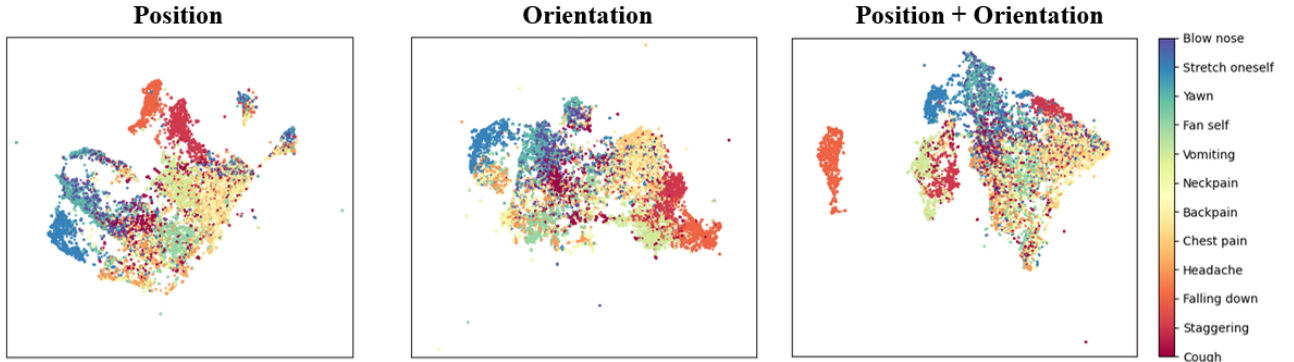 Position
Orientation
Position + Orientation
Blow nose
Stretch oneself
Yawn
Fan self
Vomiting
Neckpain
Backpain
Chest pain
Headache
Falling down
Staggering
Cough